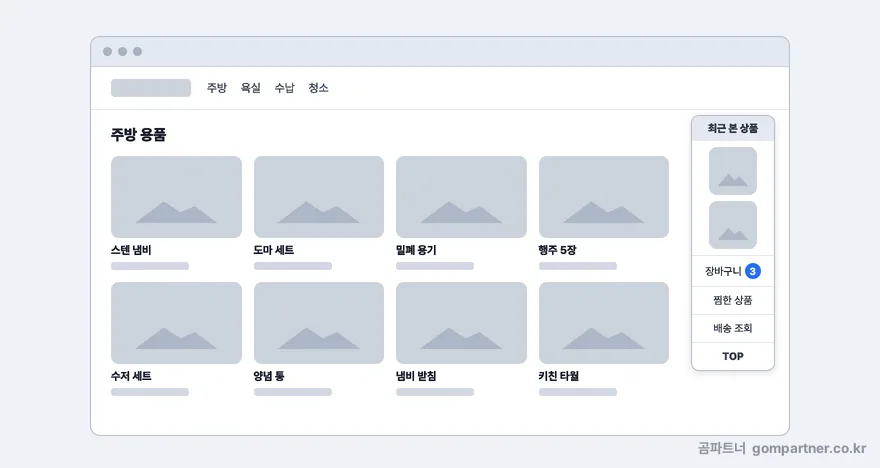 주방 욕실 수납 청소
주방 용품
스텐 냄비 도마 세트 밀폐 용기 행주 5장
수저 세트 양념 통 냄비 받침 키친 타월
최근 본 상품
장바구니 3
찜한 상품
배송 조회
TOP
곰파트너 gompartner.co.kr